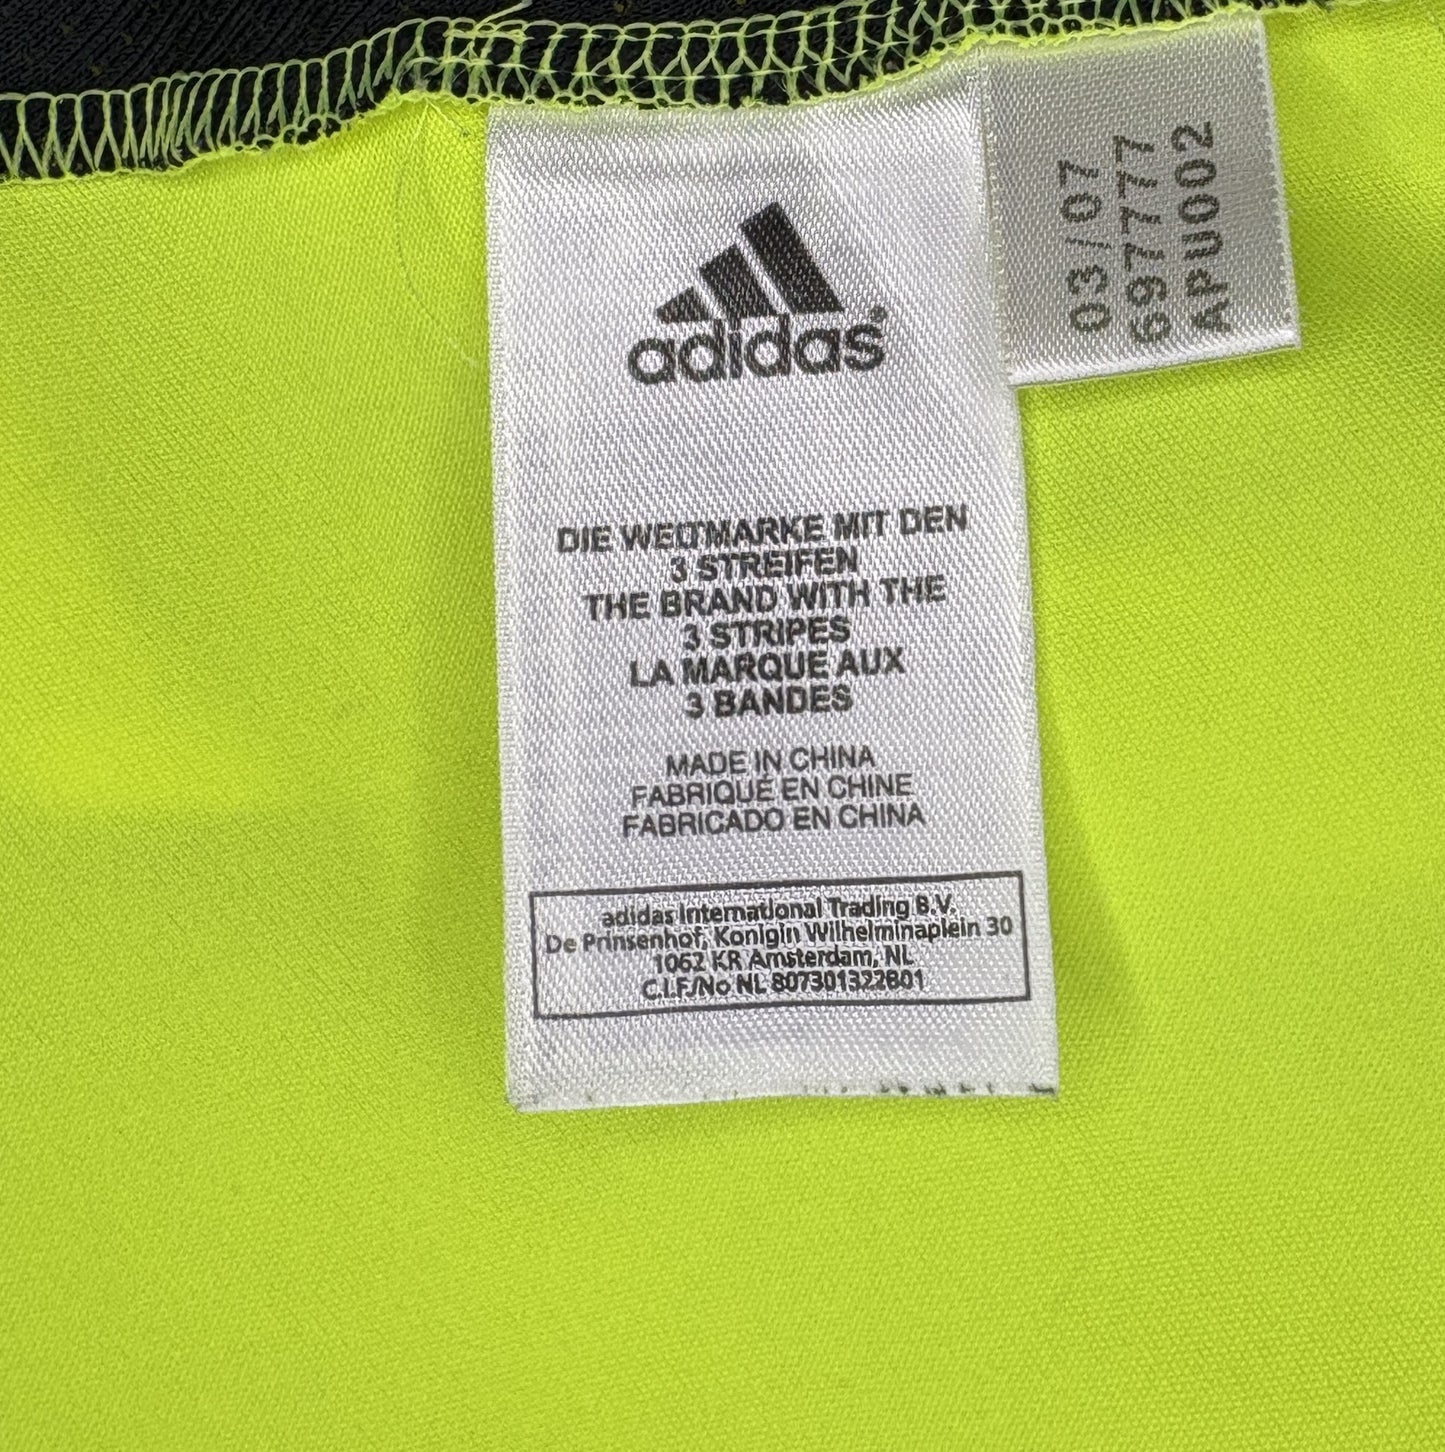 adidas®
DIE WELTMARKE MIT DEN
3 STREIFEN
THE BRAND WITH THE
3 STRIPES
LA MARQUE AUX
3 BANDES
MADE IN CHINA
FABRIQUÉ EN CHINE
FABRICADO EN CHINA
adidas International Trading B.V.
De Prinsenhof, Konigin Wilhelminaplein 30
1062 KR Amsterdam, NL
C.I.F/No NL 807301322B01
03/07
697777
APU002